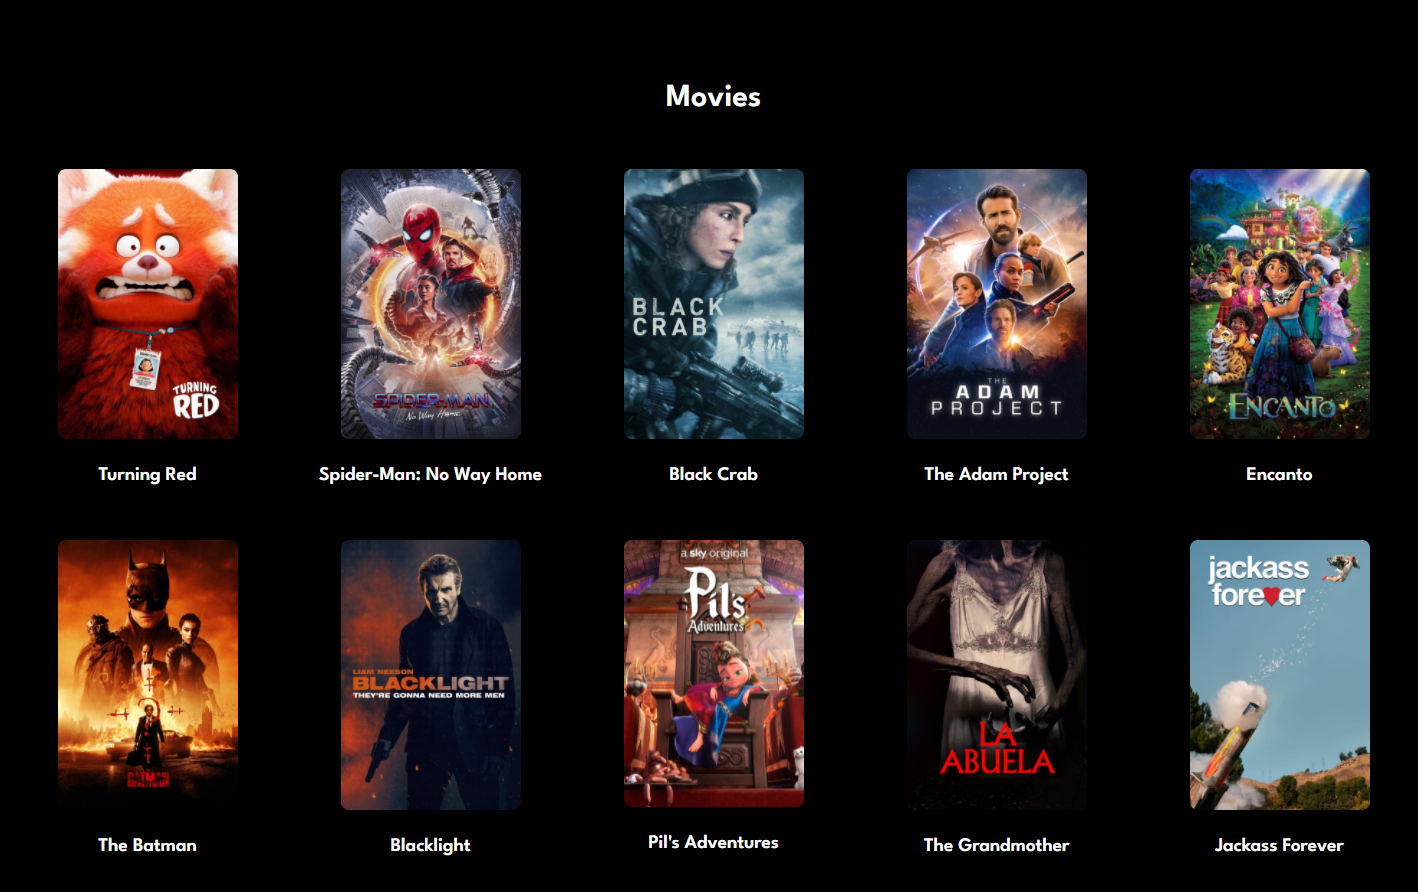 Movies
TURNING
RED
SPIDER-MAN
No Way Home
BLACK
CRAB
THE
ADAM
PROJECT
ENCANTO
Turning Red
Spider-Man: No Way Home
Black Crab
The Adam Project
Encanto
THE BATMAN
LIAM NEESON
BLACKLIGHT
THEY'RE GONNA NEED MORE MEN
a sky original
Pil's
Adventures
LA
ABUELA
jackass
forever
The Batman
Blacklight
Pil's Adventures
The Grandmother
Jackass Forever